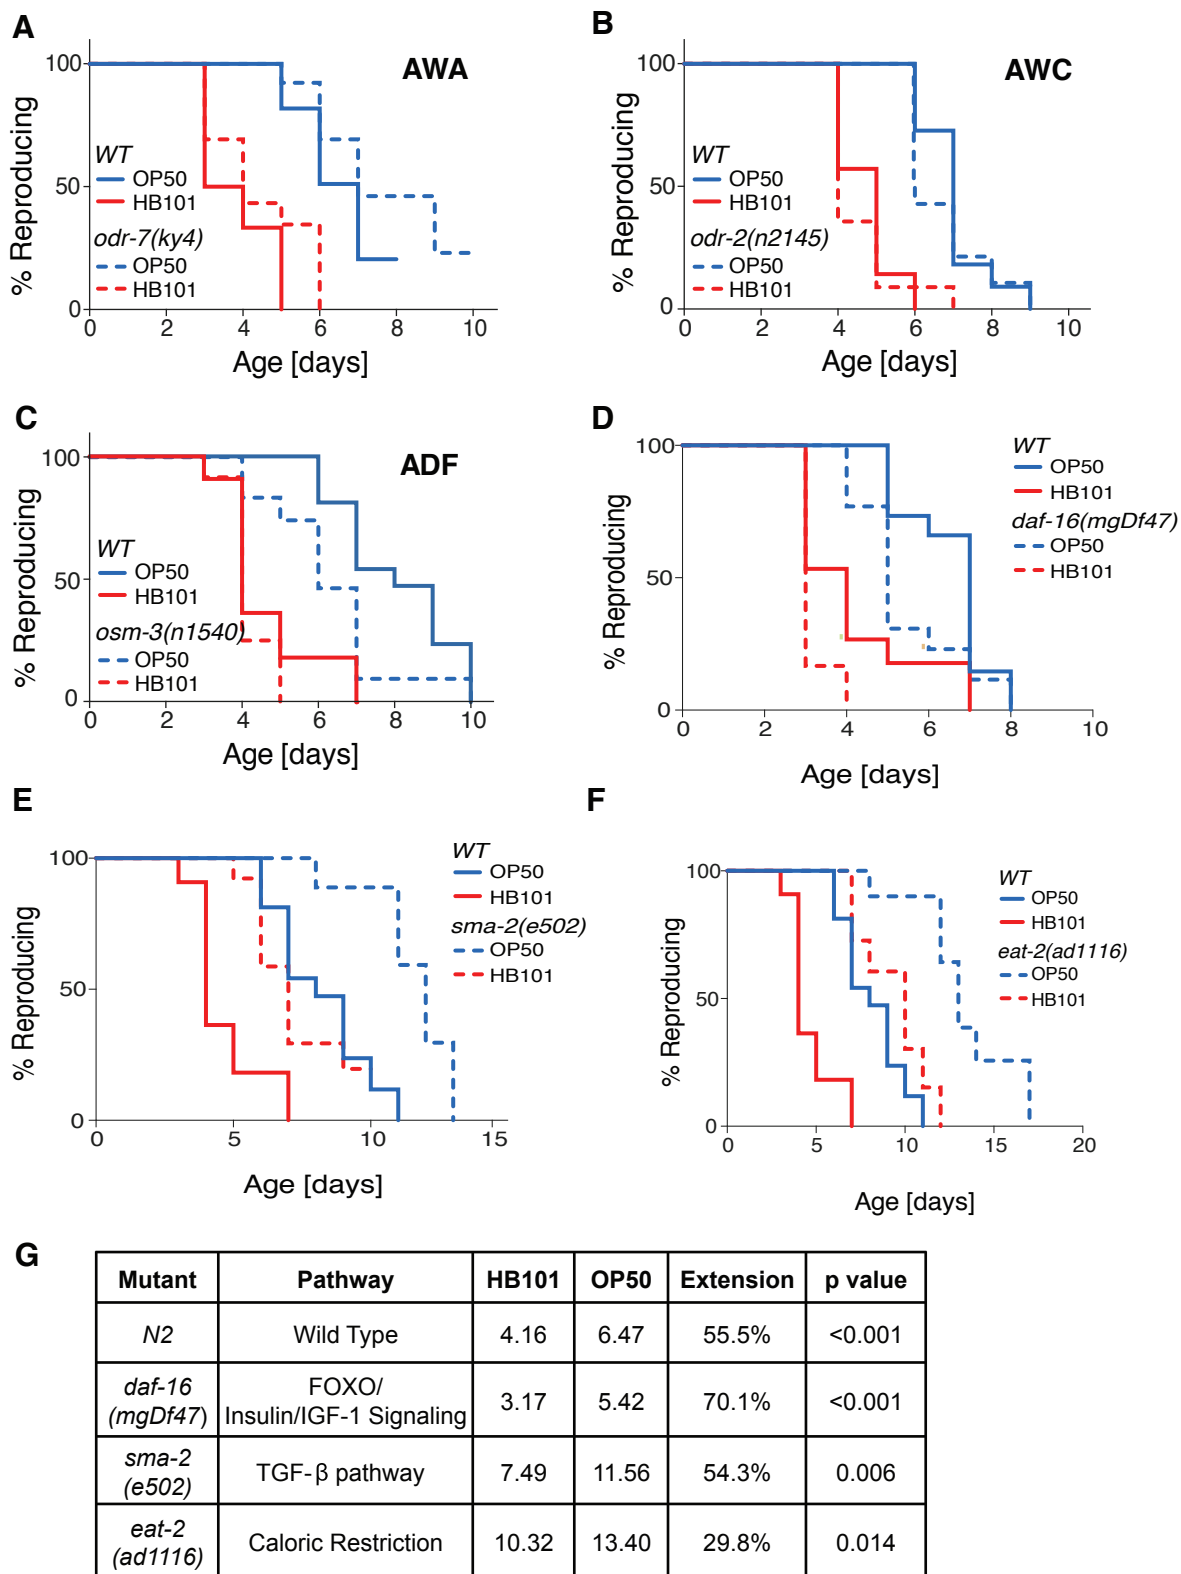 A
AWA
% Reproducing
100
50
0
WT
OP50
HB101
odr-7(ky4)
OP50
HB101
0 2 4 6 8 10
Age [days]
B
AWC
% Reproducing
100
50
0
WT
OP50
HB101
odr-2(n2145)
OP50
HB101
0 2 4 6 8 10
Age [days]
C
ADF
% Reproducing
100
50
0
WT
OP50
HB101
osm-3(n1540)
OP50
HB101
0 2 4 6 8 10
Age [days]
D
% Reproducing
100
50
0
WT
OP50
HB101
daf-16(mgDf47)
OP50
HB101
0 2 4 6 8 10
Age [days]
E
% Reproducing
100
50
0
WT
OP50
HB101
sma-2(e502)
OP50
HB101
0 5 10 15
Age [days]
F
% Reproducing
100
50
0
WT
OP50
HB101
eat-2(ad1116)
OP50
HB101
0 5 10 15 20
Age [days]
G
Mutant Pathway HB101 OP50 Extension p value
N2 Wild Type 4.16 6.47 55.5% <0.001
daf-16 (mgDf47) FOXO/ Insulin/IGF-1 Signaling 3.17 5.42 70.1% <0.001
sma-2 (e502) TGF-β pathway 7.49 11.56 54.3% 0.006
eat-2 (ad1116) Caloric Restriction 10.32 13.40 29.8% 0.014